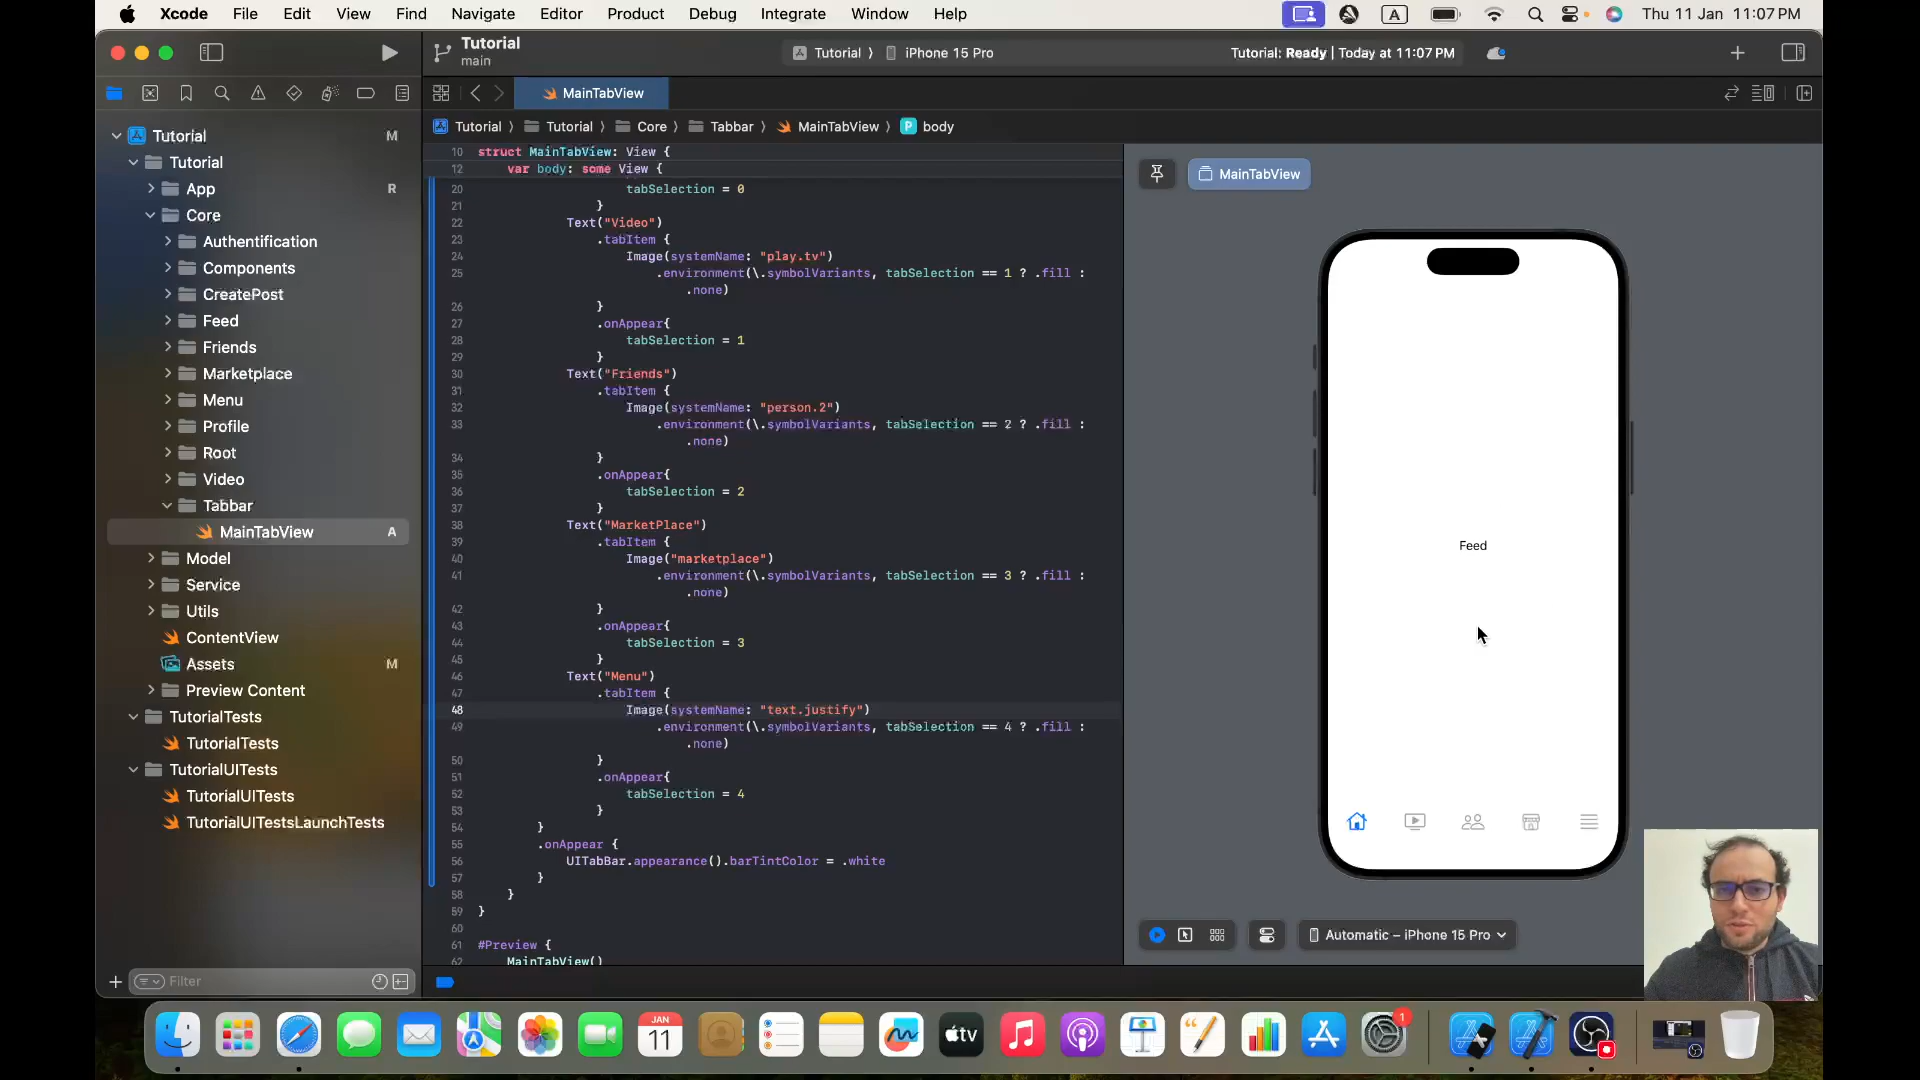 Xcode File Edit View Find Navigate Editor Product Debug Integrate Window Help A Thu 11 Jan 11:07 PM
Tutorial
main
Tutorial iPhone 15 Pro
Tutorial: Ready | Today at 11:07 PM
MainTabView
Tutorial Tutorial Core Tabbar MainTabView P body
Tutorial M
Tutorial
App R
Core
Authentification
Components
CreatePost
Feed
Friends
Marketplace
Menu
Profile
Root
Video
Tabbar
MainTabView A
Model
Service
Utils
ContentView
Assets M
Preview Content
TutorialTests
TutorialTests
TutorialUITests
TutorialUITests
TutorialUITestsLaunchTests
Filter
10 struct MainTabView: View {
12 var body: some View {
20 tabSelection = 0
21 }
22 Text("Video")
23 .tabItem {
24 Image(systemName: "play.tv")
25 .environment(\.symbolVariants, tabSelection == 1 ? .fill :
.none)
26 }
27 .onAppear{
28 tabSelection = 1
29 }
30 Text("Friends")
31 .tabItem {
32 Image(systemName: "person.2")
33 .environment(\.symbolVariants, tabSelection == 2 ? .fill :
.none)
34 }
35 .onAppear{
36 tabSelection = 2
37 }
38 Text("MarketPlace")
39 .tabItem {
40 Image("marketplace")
41 .environment(\.symbolVariants, tabSelection == 3 ? .fill :
.none)
42 }
43 .onAppear{
44 tabSelection = 3
45 }
46 Text("Menu")
47 .tabItem {
48 Image(systemName: "text.justify")
49 .environment(\.symbolVariants, tabSelection == 4 ? .fill :
.none)
50 }
51 .onAppear{
52 tabSelection = 4
53 }
54 }
55 .onAppear {
56 UITabBar.appearance().barTintColor = .white
57 }
58 }
59 }
60
61 #Preview {
62 MainTabView()
MainTabView
Feed
Automatic – iPhone 15 Pro
JAN
11
tv
1